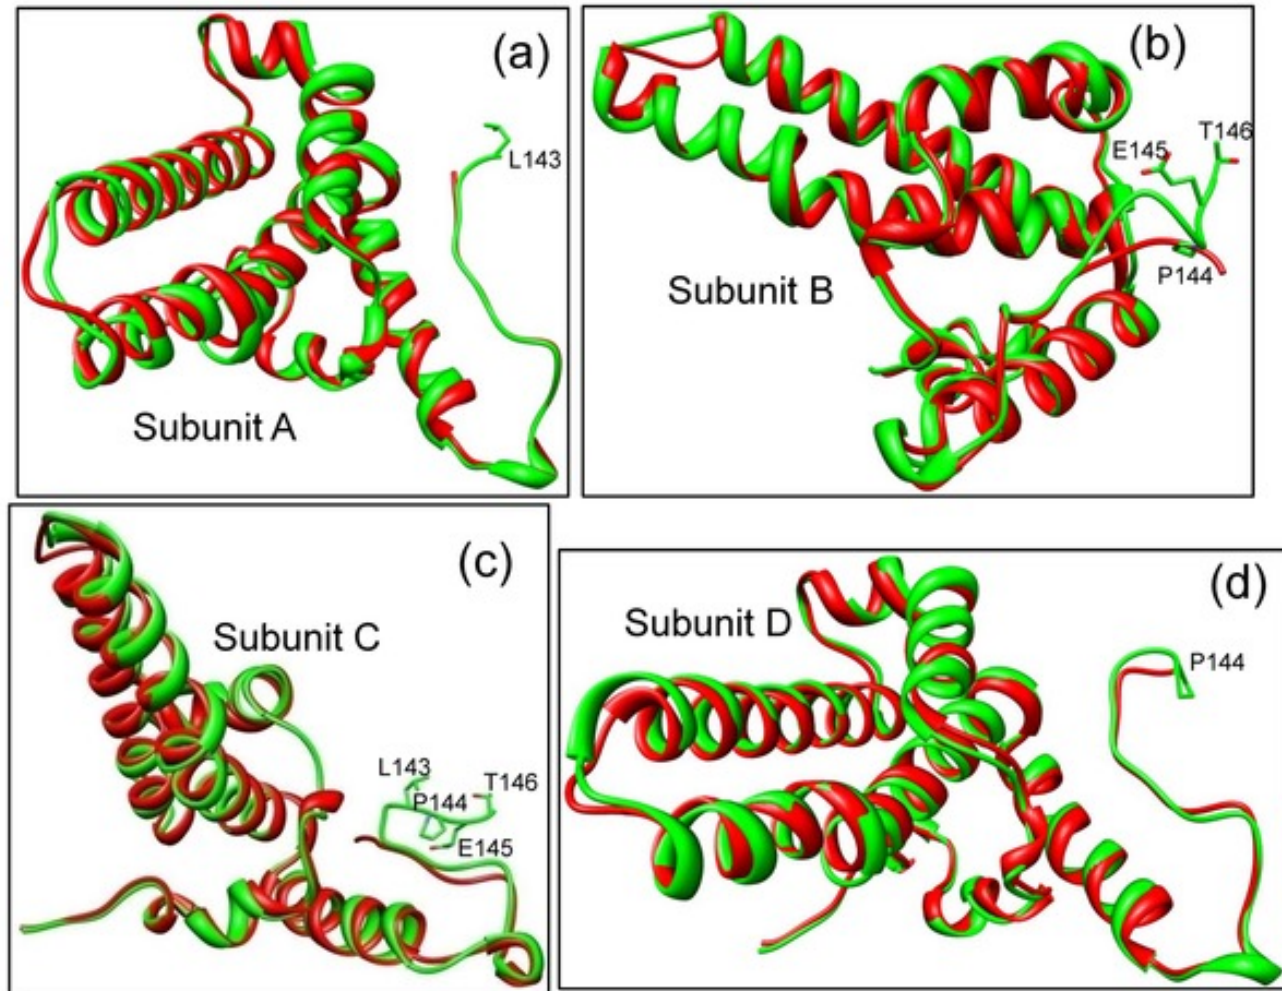 (a)
L143
Subunit A
(b)
T146
E145
P144
Subunit B
(c)
Subunit C
L143
T146
P144
E145
(d)
Subunit D
P144